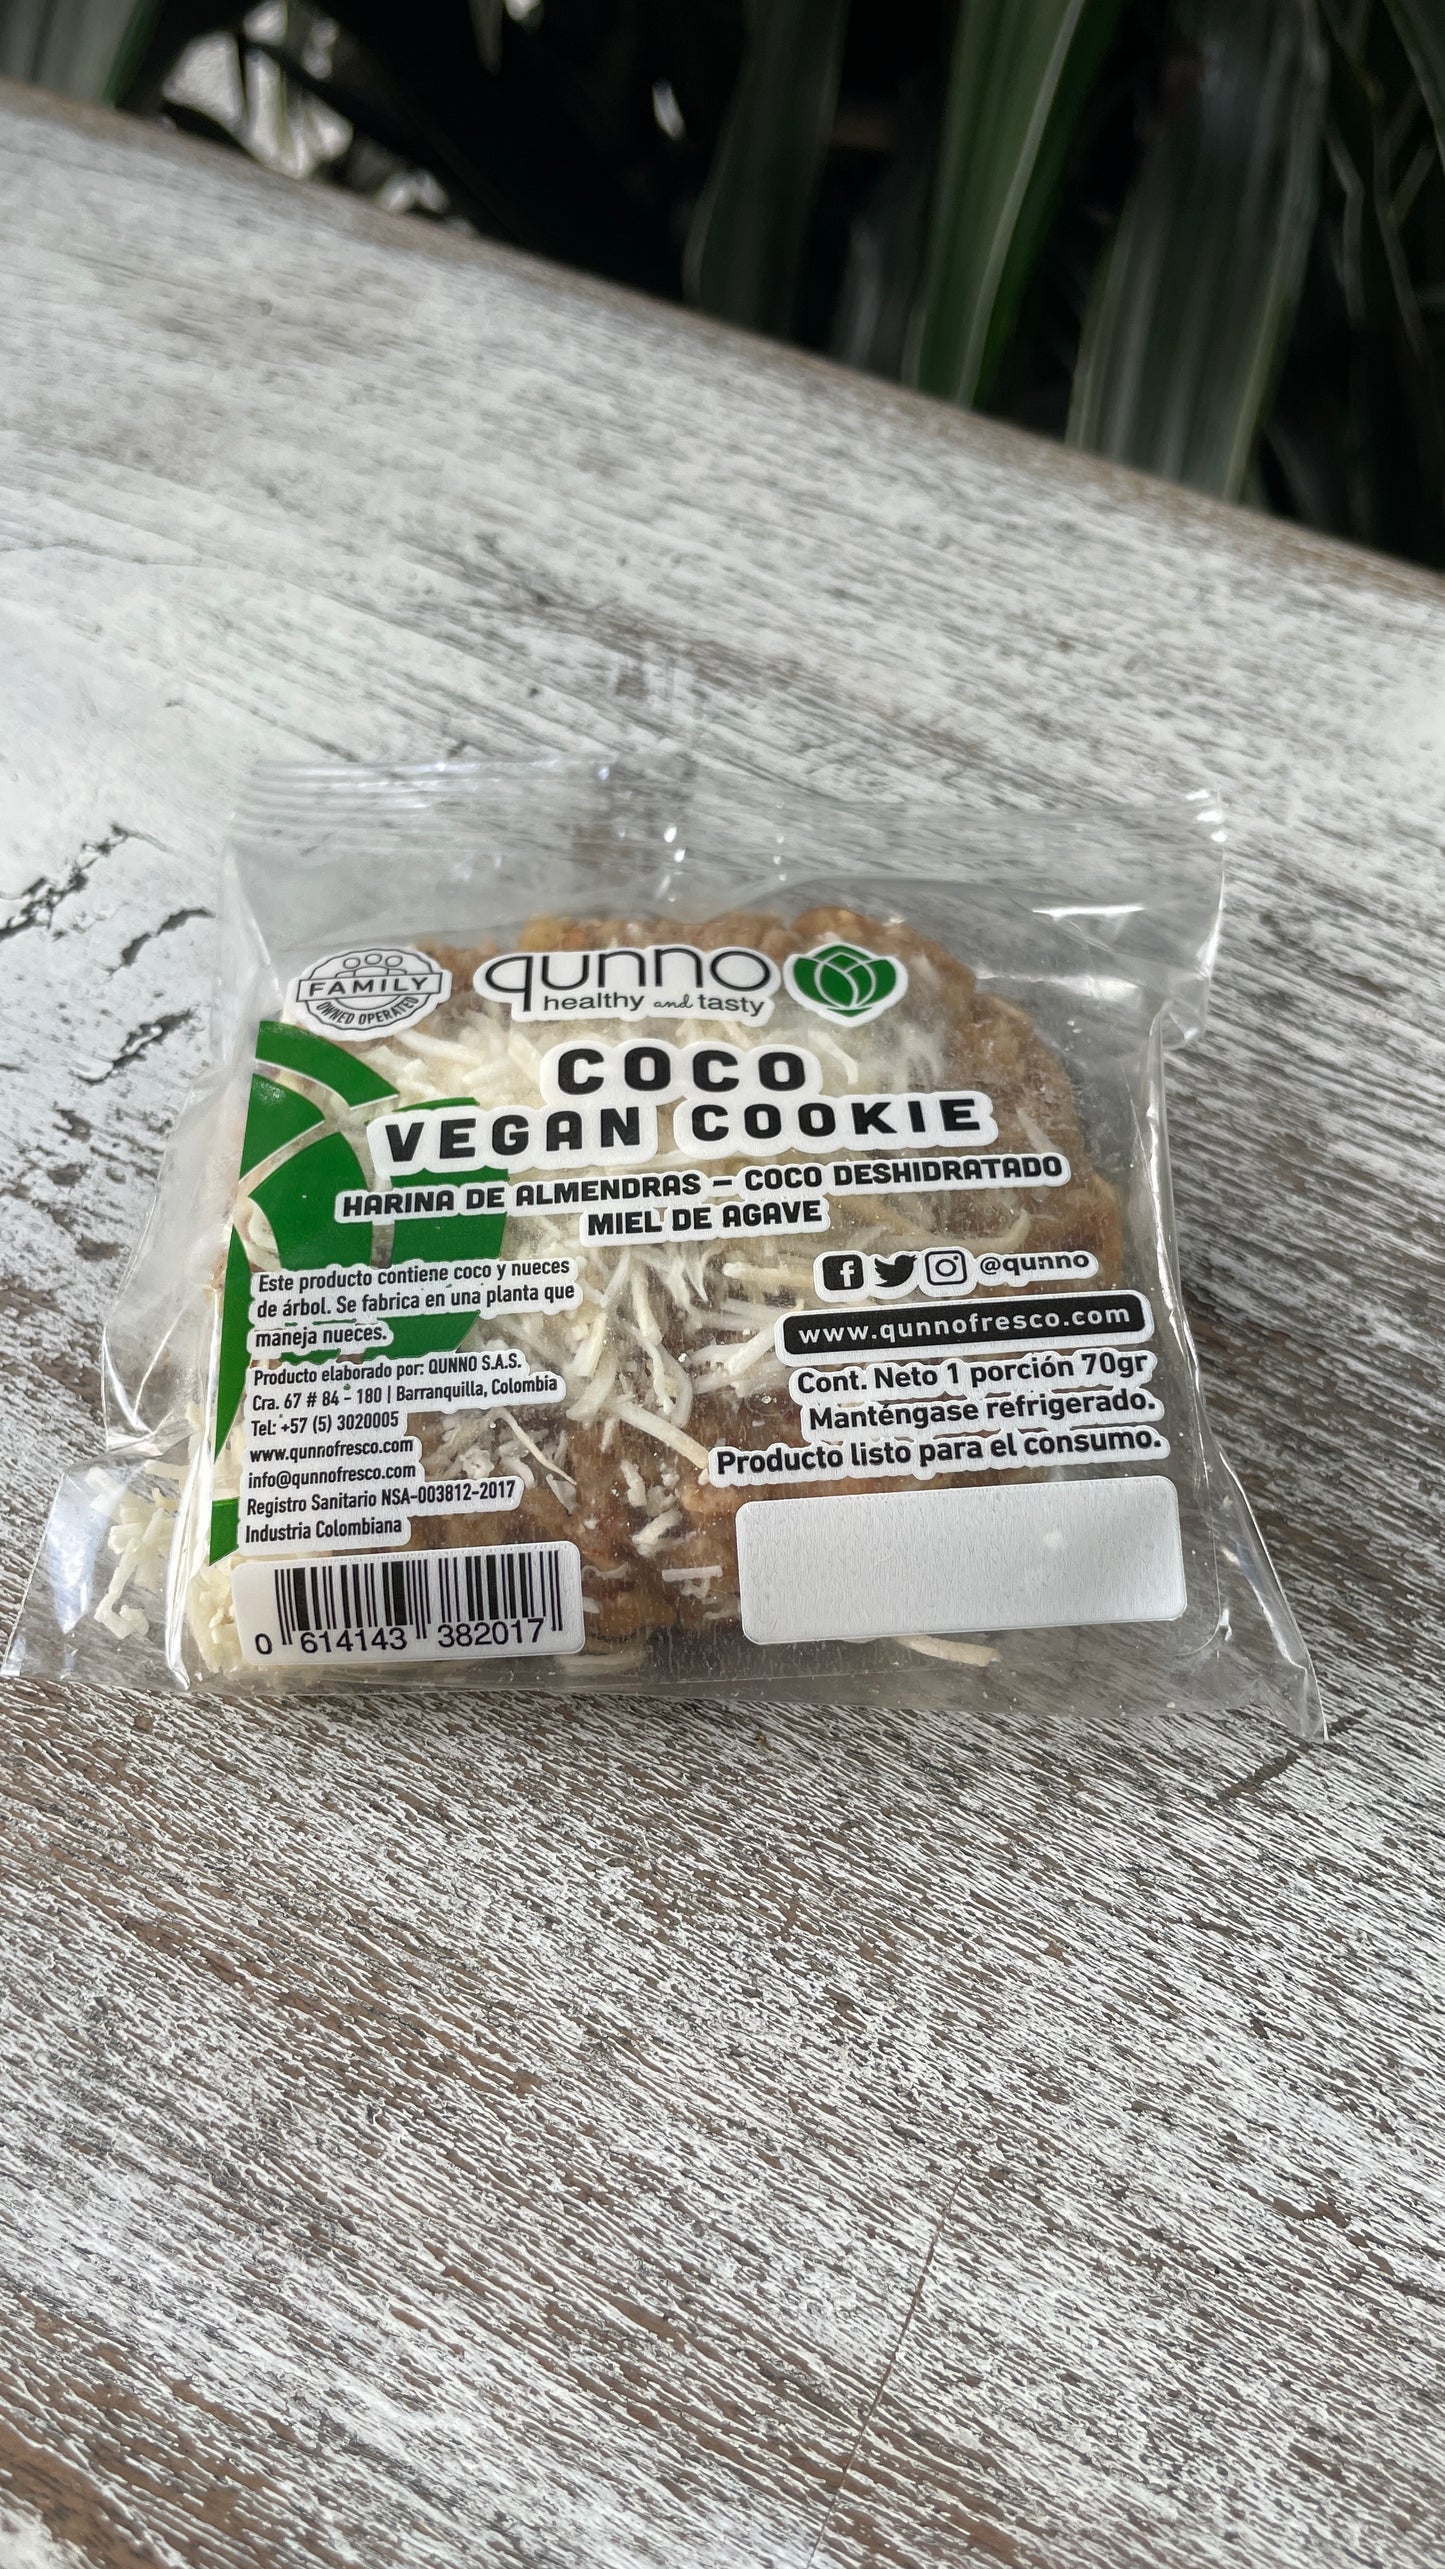 FAMILY
OWNED OPERATED
qunno
healthy and tasty
COCO
VEGAN COOKIE
HARINA DE ALMENDRAS – COCO DESHIDRATADO
MIEL DE AGAVE
Este producto contiene coco y nueces
de árbol. Se fabrica en una planta que
maneja nueces.
Producto elaborado por: QUNNO S.A.S.
Cra. 67 # 84 - 180 | Barranquilla, Colombia
Tel: +57 (5) 3020005
www.qunnofresco.com
info@qunnofresco.com
Registro Sanitario NSA-003812-2017
Industria Colombiana
0 614143 382017
@qunno
www.qunnofresco.com
Cont. Neto 1 porción 70gr
Manténgase refrigerado.
Producto listo para el consumo.